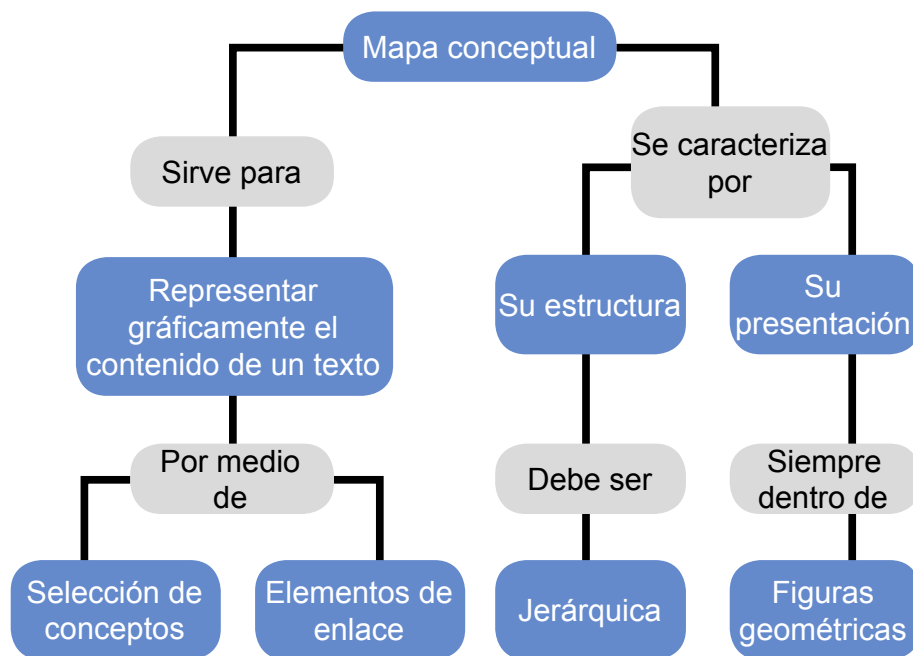 Mapa conceptual
Sirve para
Se caracteriza
por
Representar
gráficamente el
contenido de un texto
Su estructura
Su
presentación
Por medio
de
Debe ser
Siempre
dentro de
Selección de
conceptos
Elementos de
enlace
Jerárquica
Figuras
geométricas